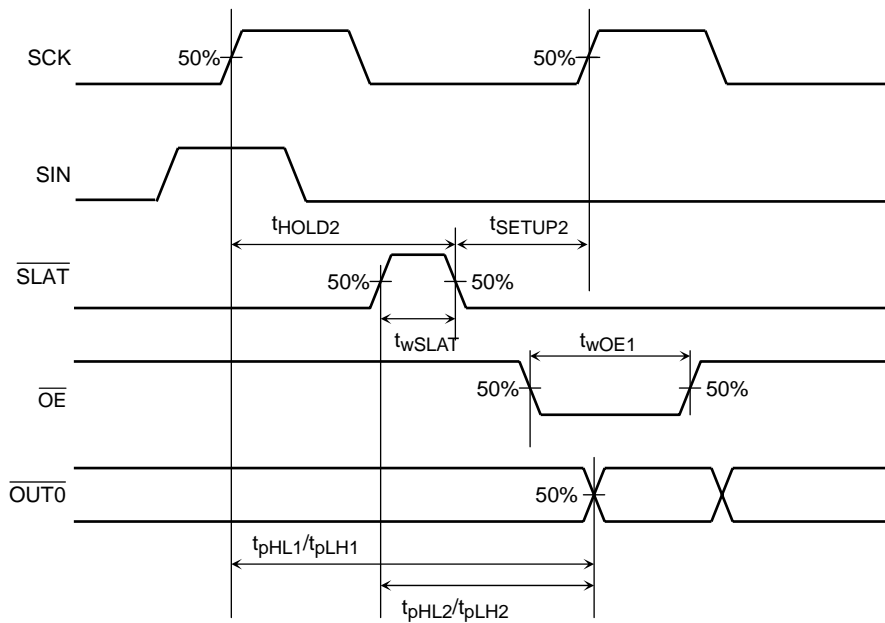 SCK
50%
50%
SIN
tHOLD2
tSETUP2
SLAT
50%
50%
twSLAT
twOE1
OE
50%
50%
OUT0
50%
tpHL1/tpLH1
tpHL2/tpLH2